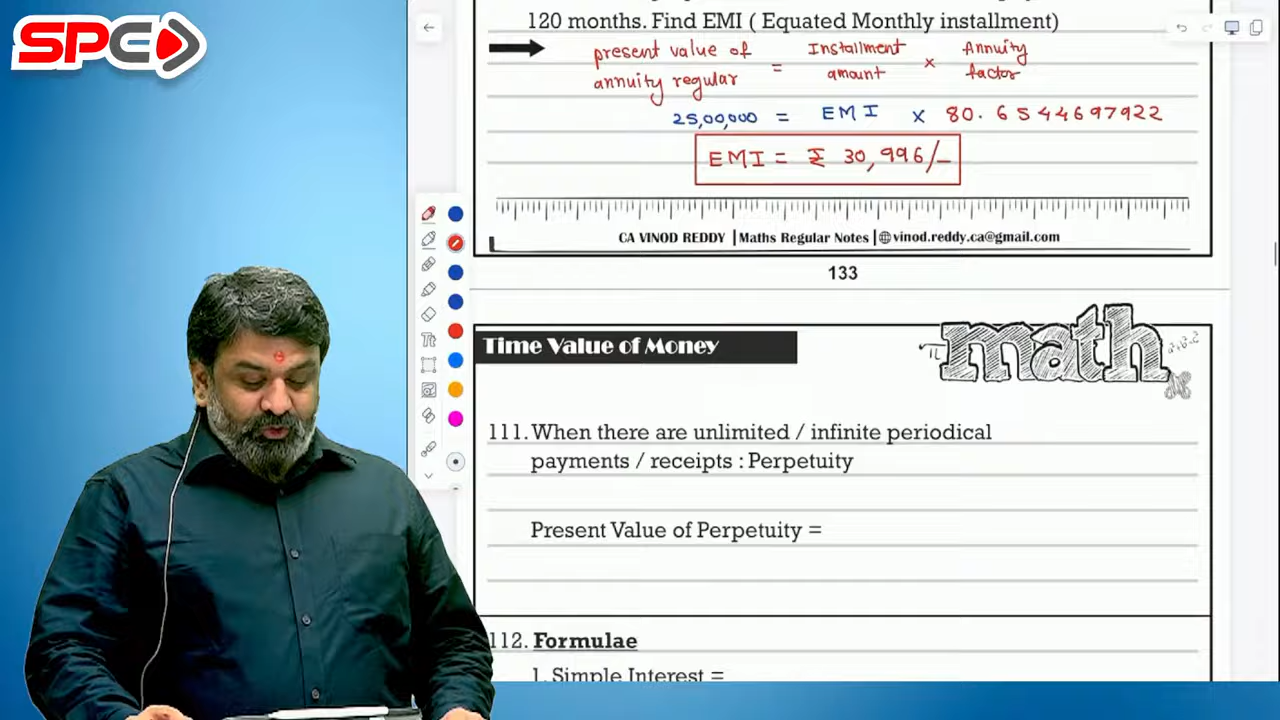 SPC
120 months. Find EMI ( Equated Monthly installment)
present value of annuity regular = Installment amount × Annuity factor
25,00,000 = EMI × 80.6544697922
EMI = ₹ 30,996/-
CA VINOD REDDY | Maths Regular Notes | vinod.reddy.ca@gmail.com
133
Time Value of Money
math
111. When there are unlimited / infinite periodical
payments / receipts : Perpetuity
Present Value of Perpetuity =
112. Formulae
1. Simple Interest =
Tt